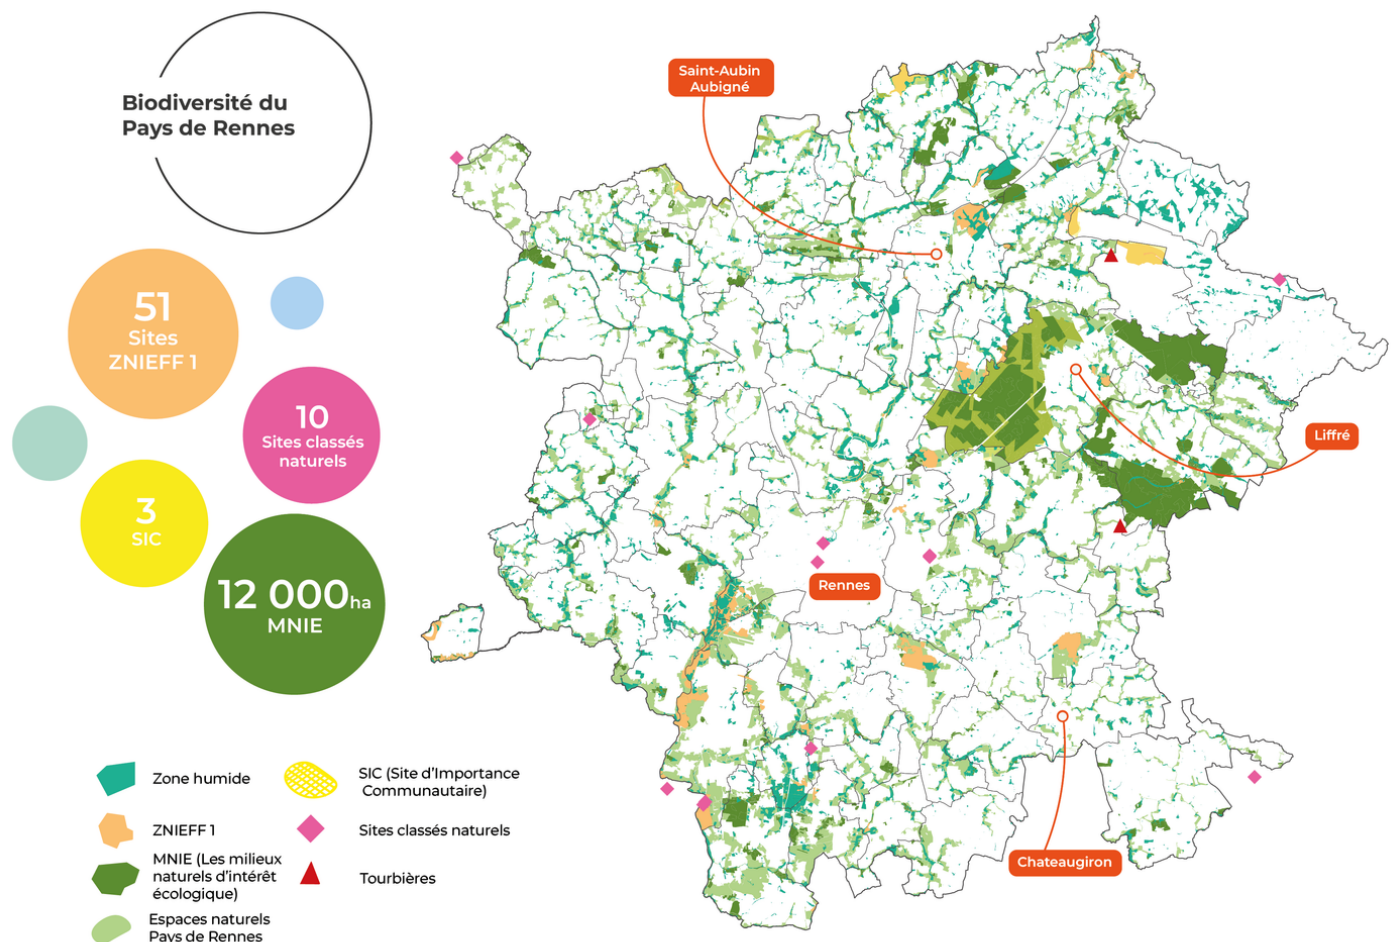 Biodiversité du
Pays de Rennes
51
Sites
ZNIEFF 1
10
Sites classés
naturels
3
SIC
12 000ha
MNIE
Saint-Aubin
Aubigné
Liffré
Rennes
Chateaugiron
Zone humide
ZNIEFF 1
MNIE (Les milieux
naturels d'intérêt
écologique)
Espaces naturels
Pays de Rennes
SIC (Site d'Importance
Communautaire)
Sites classés naturels
Tourbières